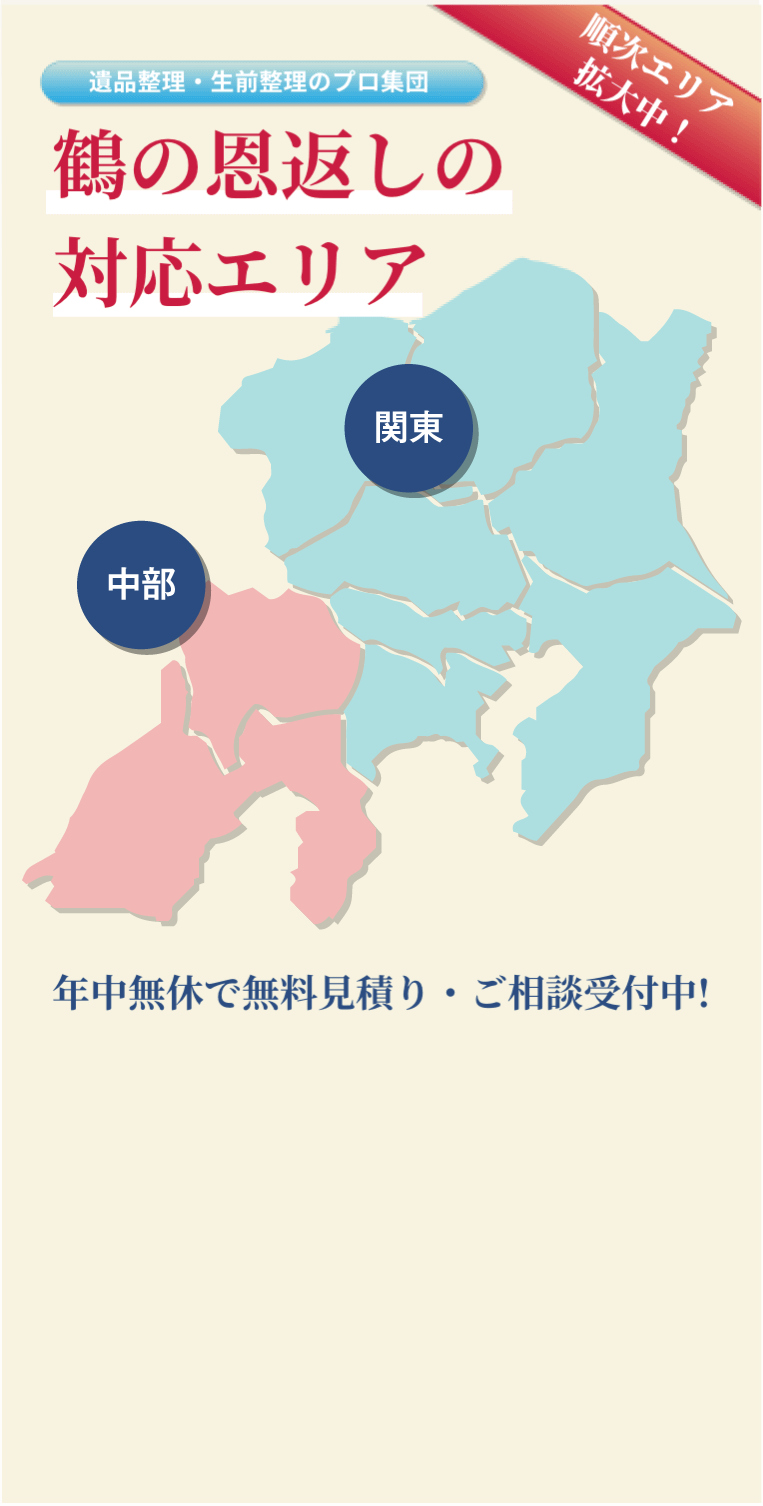 順次エリア
拡大中！
遺品整理・生前整理のプロ集団
鶴の恩返しの
対応エリア
関東
中部
年中無休で無料見積り・ご相談受付中!